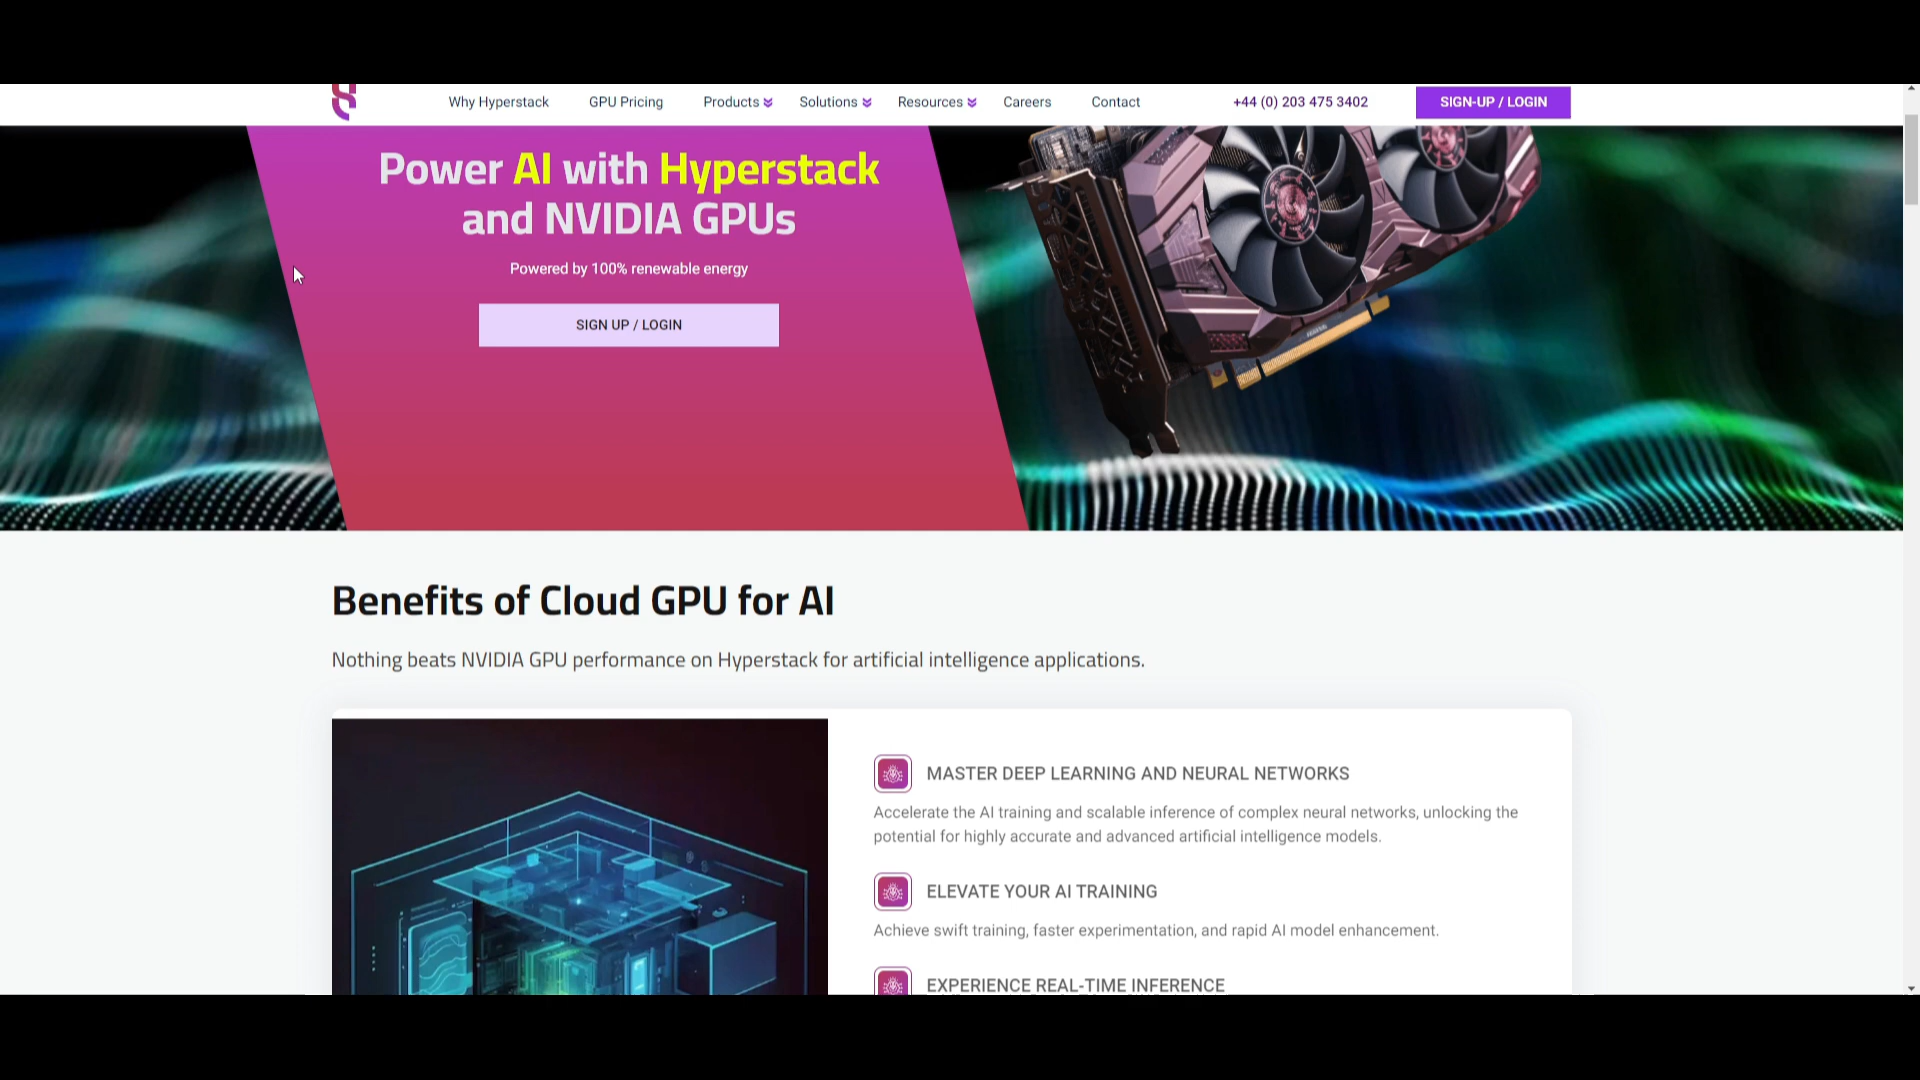 Why Hyperstack GPU Pricing Products Solutions Resources Careers Contact +44 (0) 203 475 3402 SIGN-UP / LOGIN
Power AI with Hyperstack
and NVIDIA GPUs
Powered by 100% renewable energy
SIGN UP / LOGIN
Benefits of Cloud GPU for AI
Nothing beats NVIDIA GPU performance on Hyperstack for artificial intelligence applications.
MASTER DEEP LEARNING AND NEURAL NETWORKS
Accelerate the AI training and scalable inference of complex neural networks, unlocking the
potential for highly accurate and advanced artificial intelligence models.
ELEVATE YOUR AI TRAINING
Achieve swift training, faster experimentation, and rapid AI model enhancement.
EXPERIENCE REAL-TIME INFERENCE